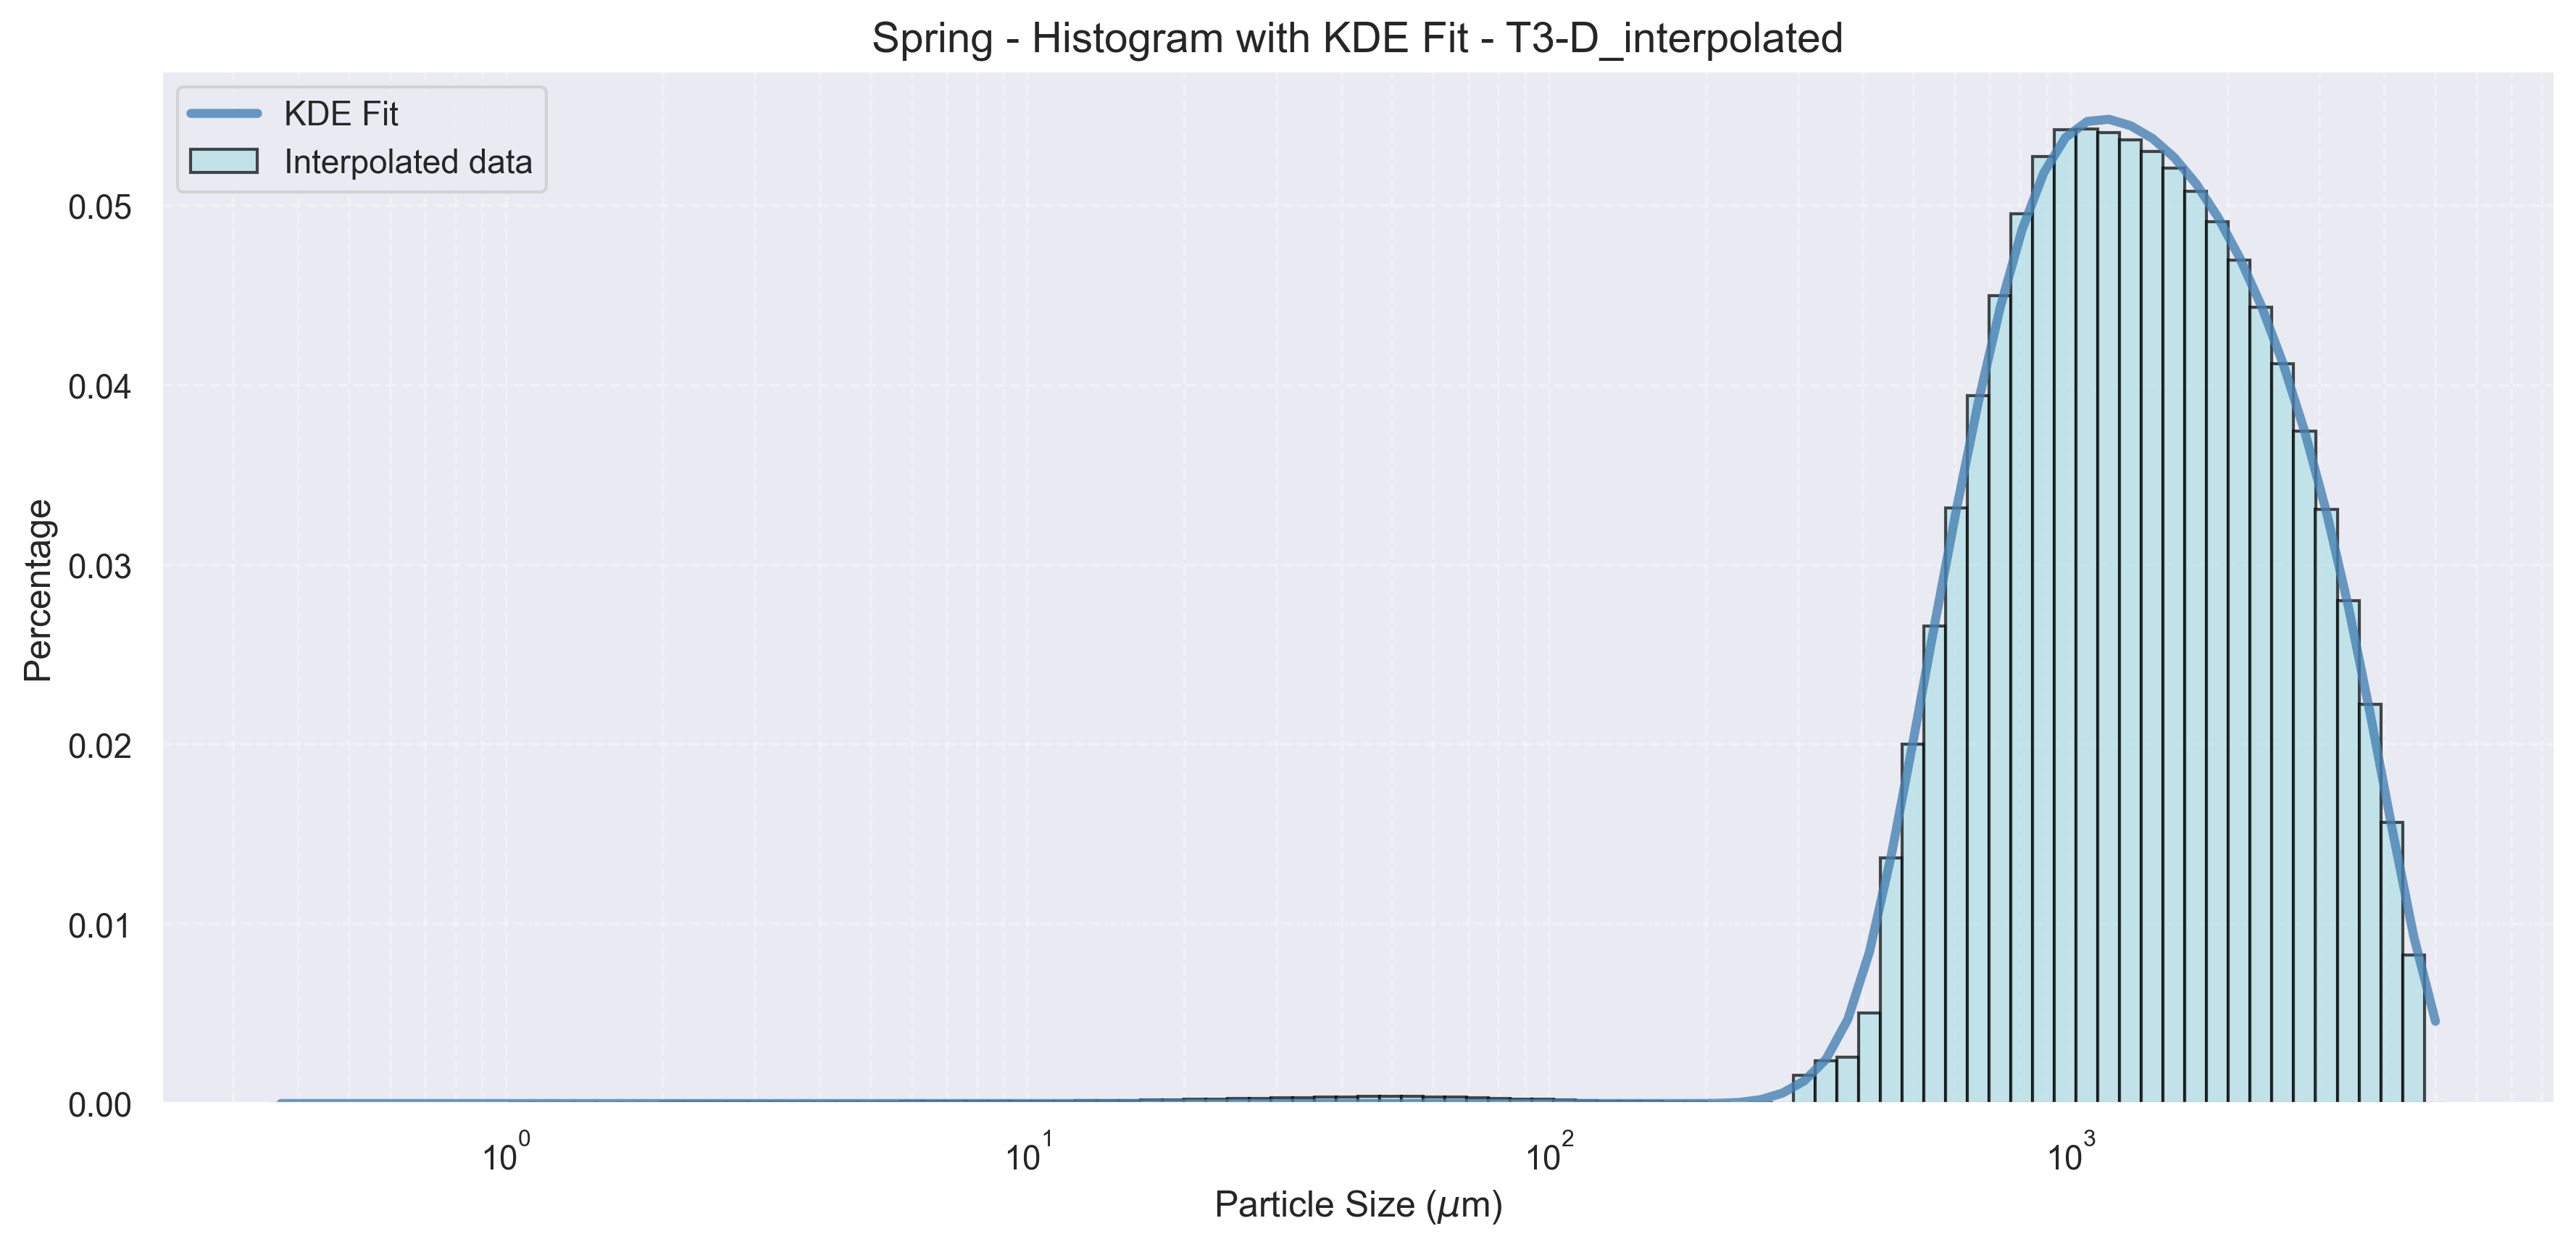 Spring - Histogram with KDE Fit - T3-D_interpolated
KDE Fit
Interpolated data
0.05
0.04
0.03
0.02
0.01
0.00
Percentage
10^0 10^1 10^2 10^3
Particle Size (μm)